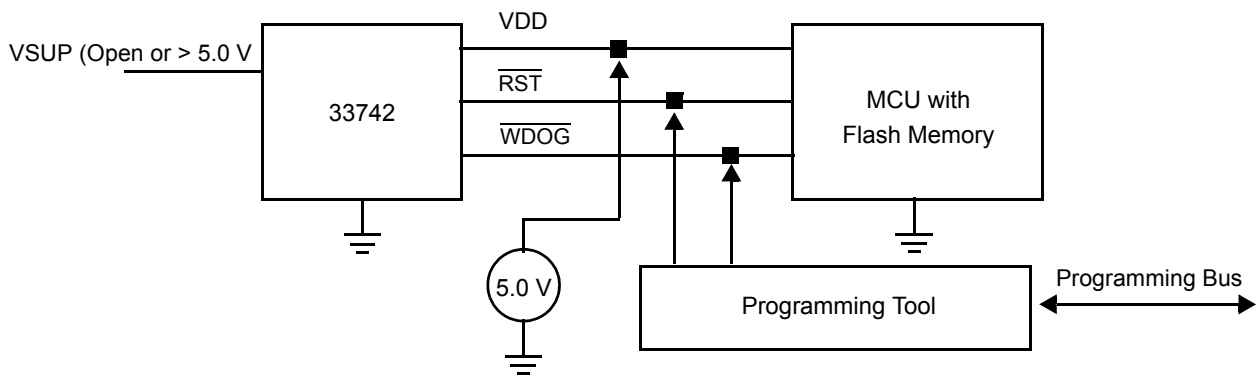 VDD
VSUP (Open or > 5.0 V
RST
33742
MCU with
Flash Memory
WDOG
5.0 V
Programming Tool
Programming Bus